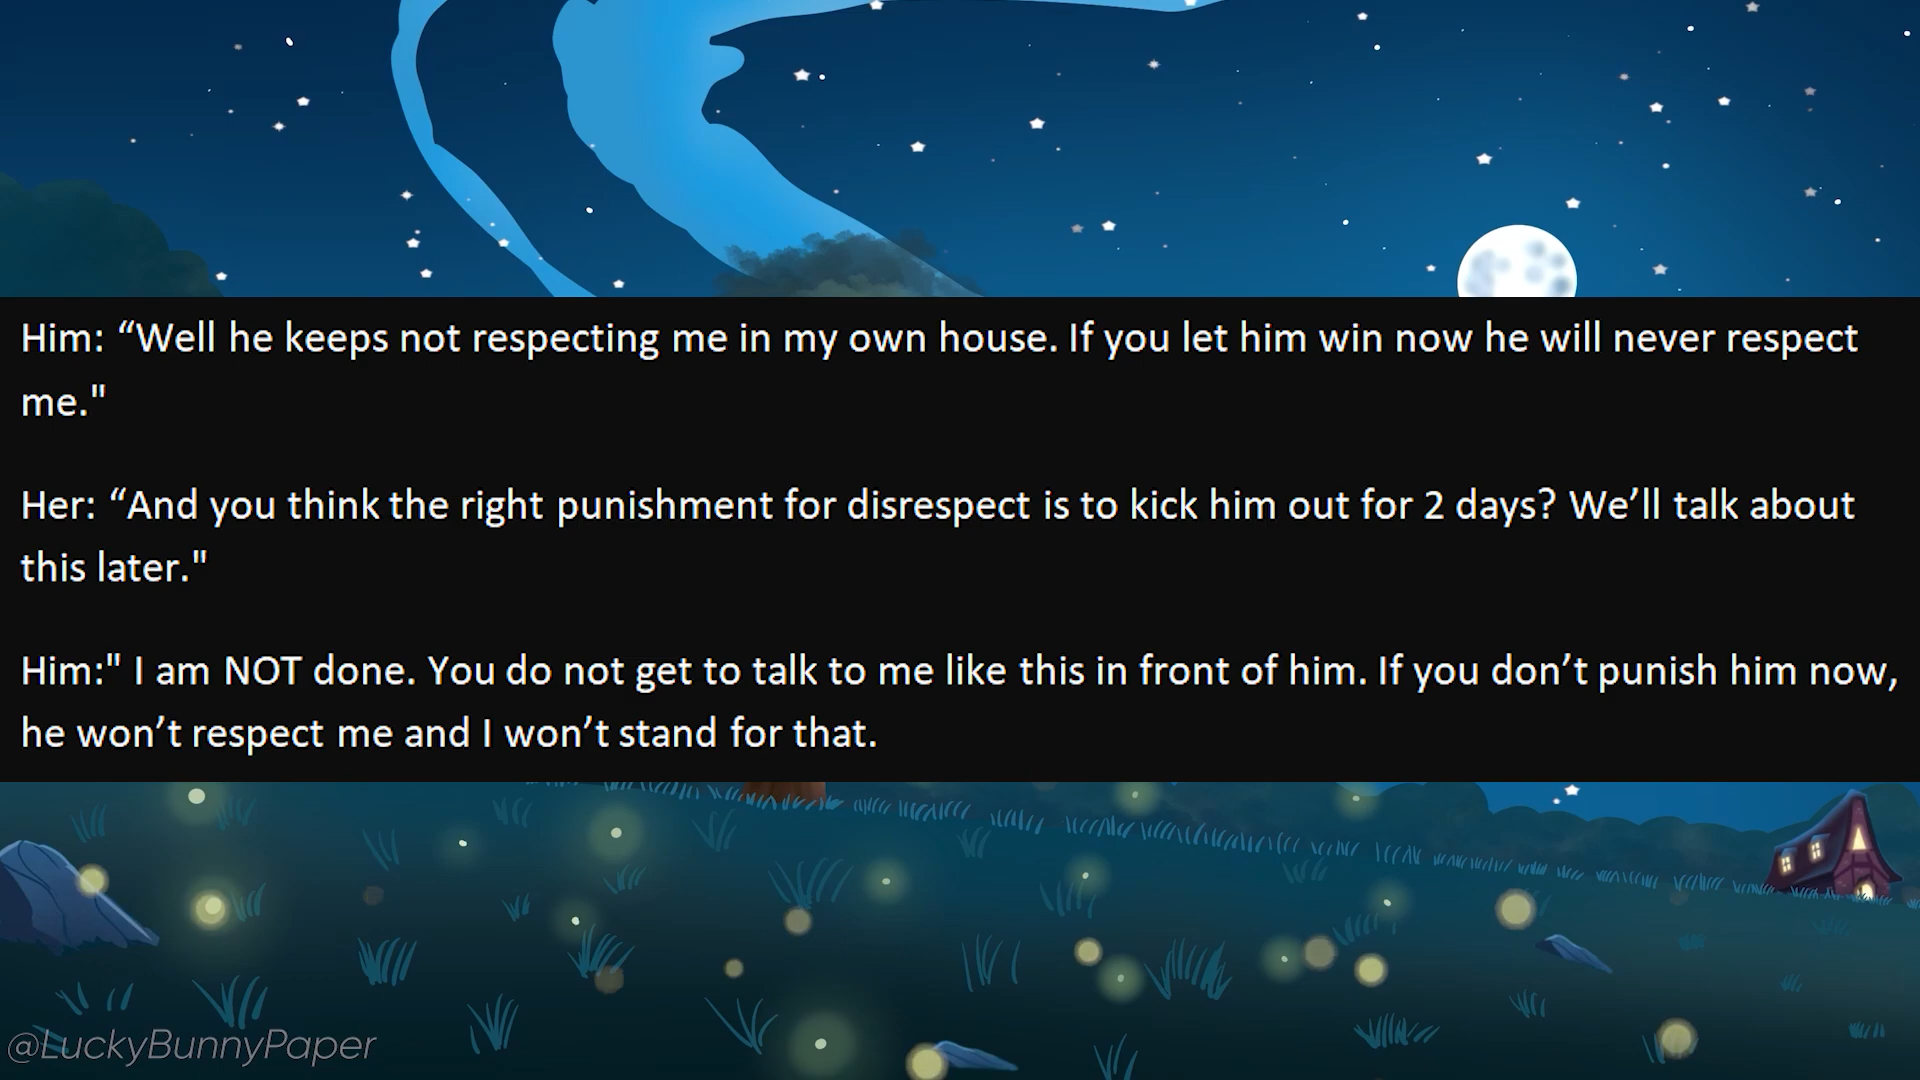 Him: “Well he keeps not respecting me in my own house. If you let him win now he will never respect
me."
Her: “And you think the right punishment for disrespect is to kick him out for 2 days? We’ll talk about
this later."
Him:" I am NOT done. You do not get to talk to me like this in front of him. If you don’t punish him now,
he won’t respect me and I won’t stand for that.
@LuckyBunnyPaper